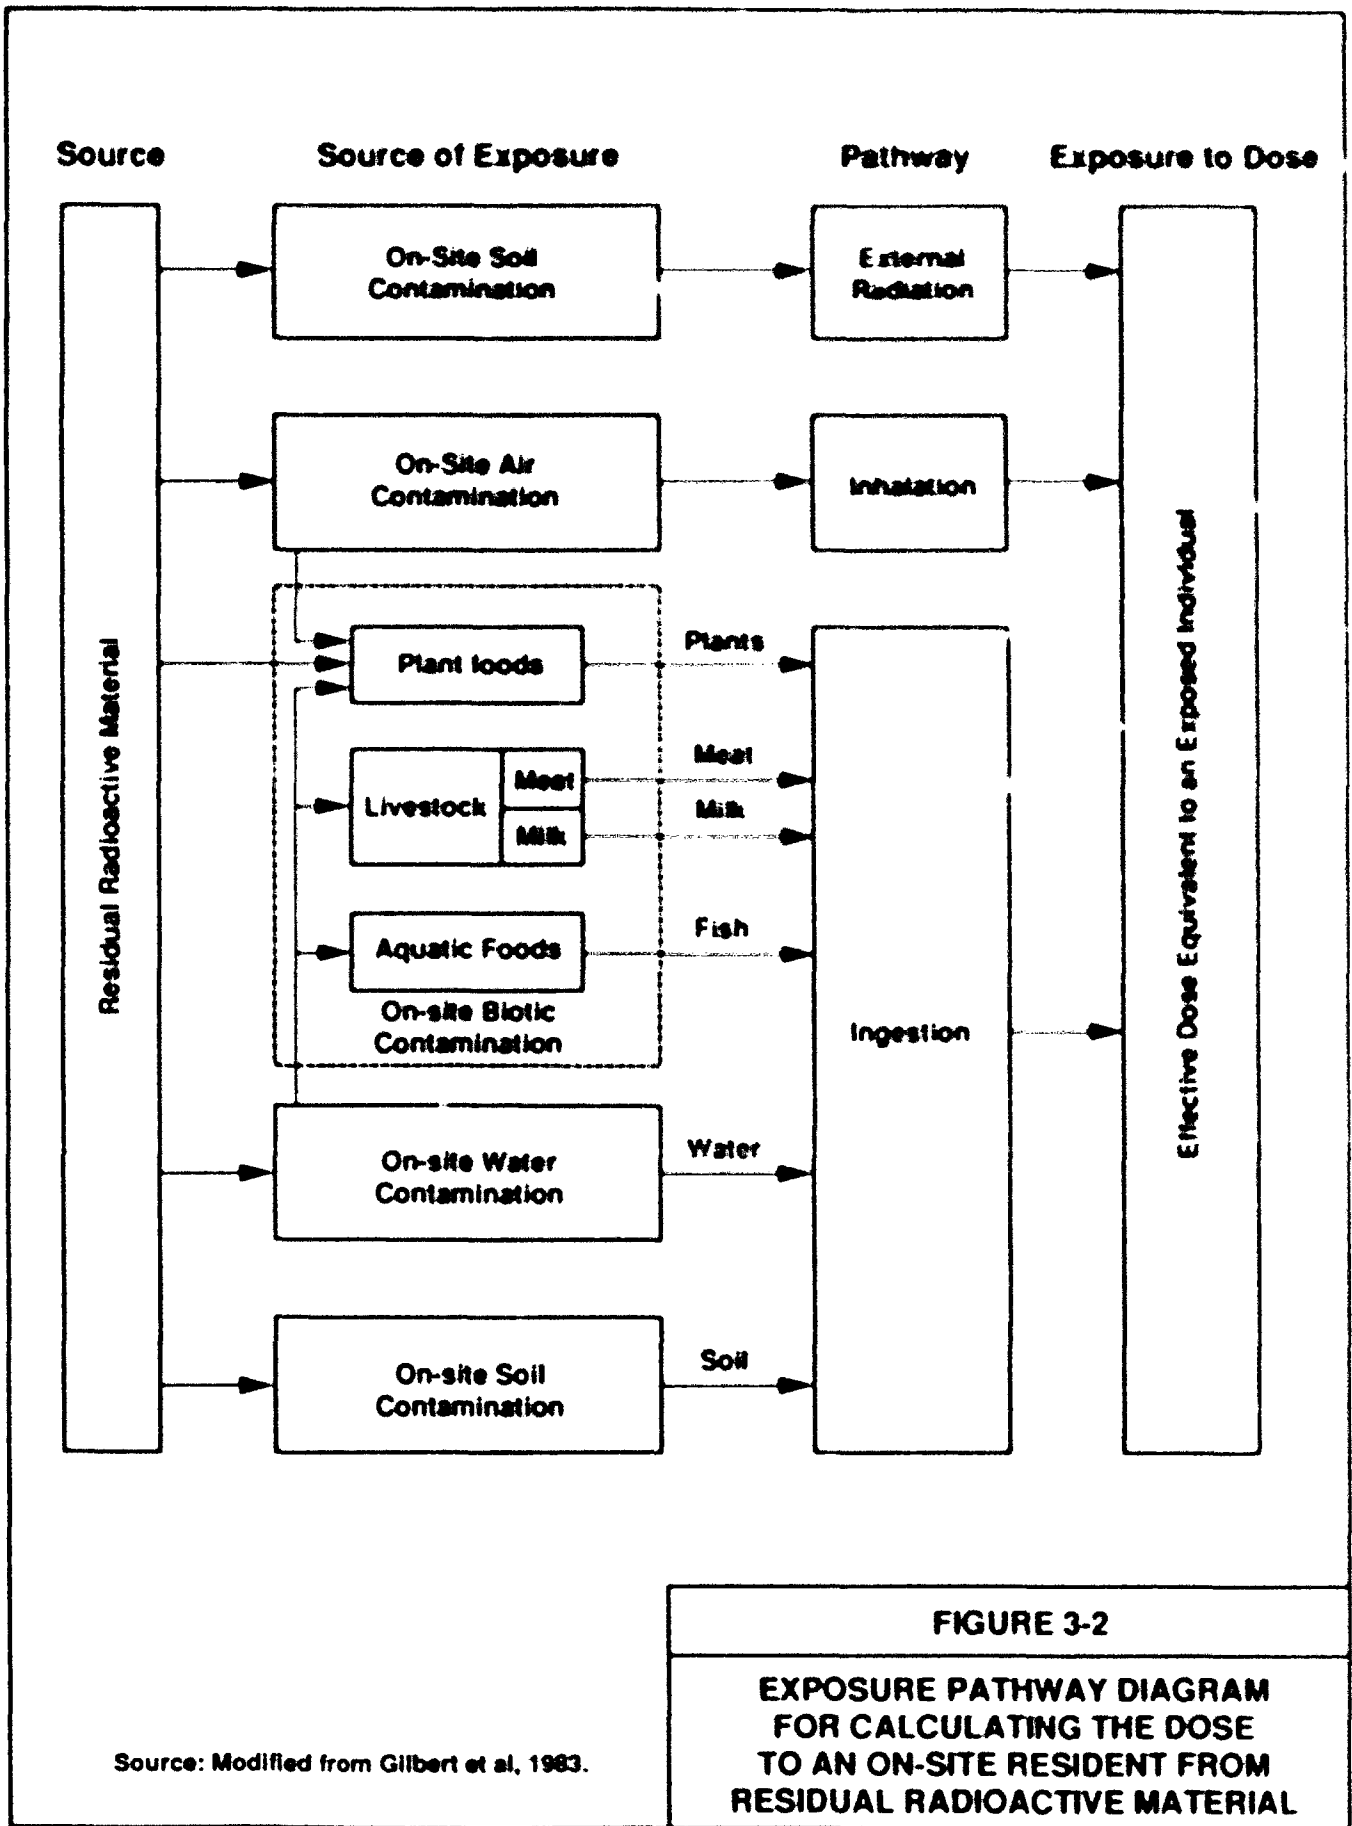 Source
Source of Exposure
Pathway
Exposure to Dose
Residual Radioactive Material
On-Site Soil
Contamination
External
Radiation
On-Site Air
Contamination
Inhalation
Plant foods
Plants
Livestock
Meat
Milk
Meat
Milk
Aquatic Foods
Fish
On-site Biotic
Contamination
Ingestion
On-site Water
Contamination
Water
On-site Soil
Contamination
Soil
Effective Dose Equivalent to an Exposed Individual
Source: Modified from Gilbert et al, 1983.
FIGURE 3-2
EXPOSURE PATHWAY DIAGRAM
FOR CALCULATING THE DOSE
TO AN ON-SITE RESIDENT FROM
RESIDUAL RADIOACTIVE MATERIAL